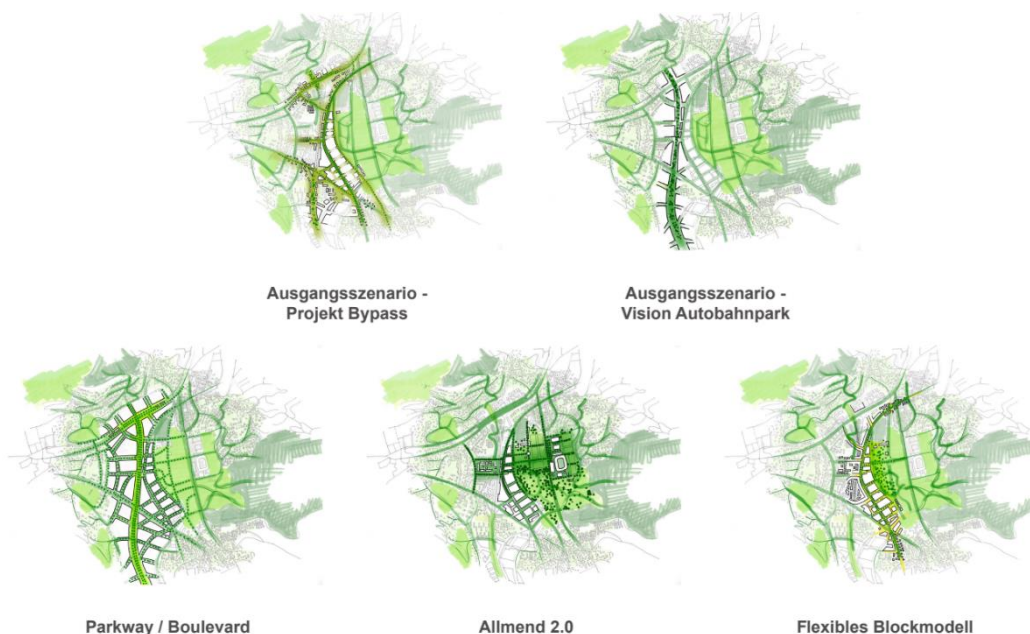 Ausgangsszenario -
Projekt Bypass
Ausgangsszenario -
Vision Autobahnpark
Parkway / Boulevard
Allmend 2.0
Flexibles Blockmodell